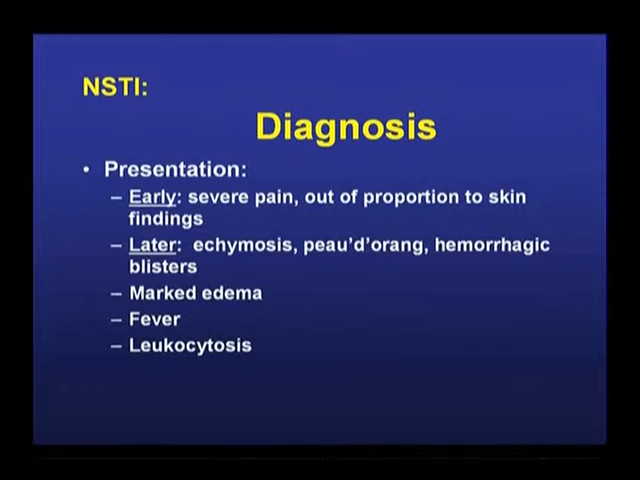 NSTI:
Diagnosis
• Presentation:
– Early: severe pain, out of proportion to skin
findings
– Later: echymosis, peau’d’orang, hemorrhagic
blisters
– Marked edema
– Fever
– Leukocytosis